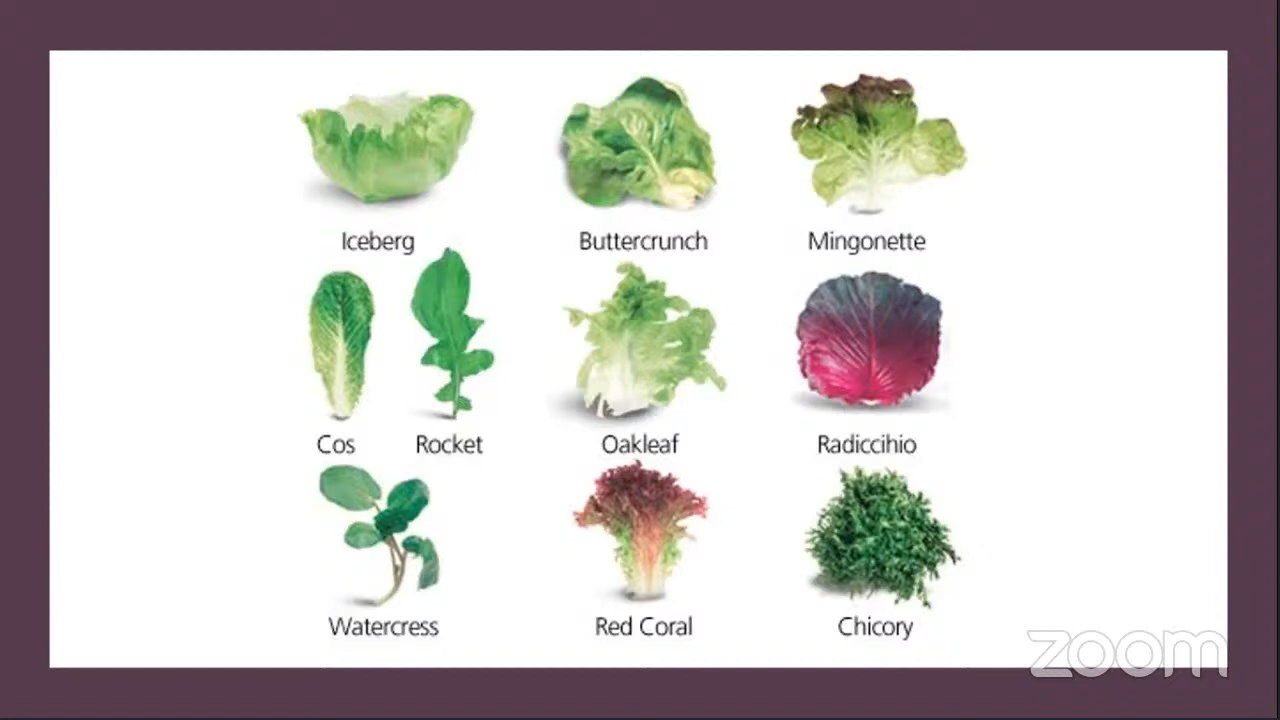 Iceberg
Buttercrunch
Mingonette
Cos
Rocket
Oakleaf
Radiccihio
Watercress
Red Coral
Chicory
zoom